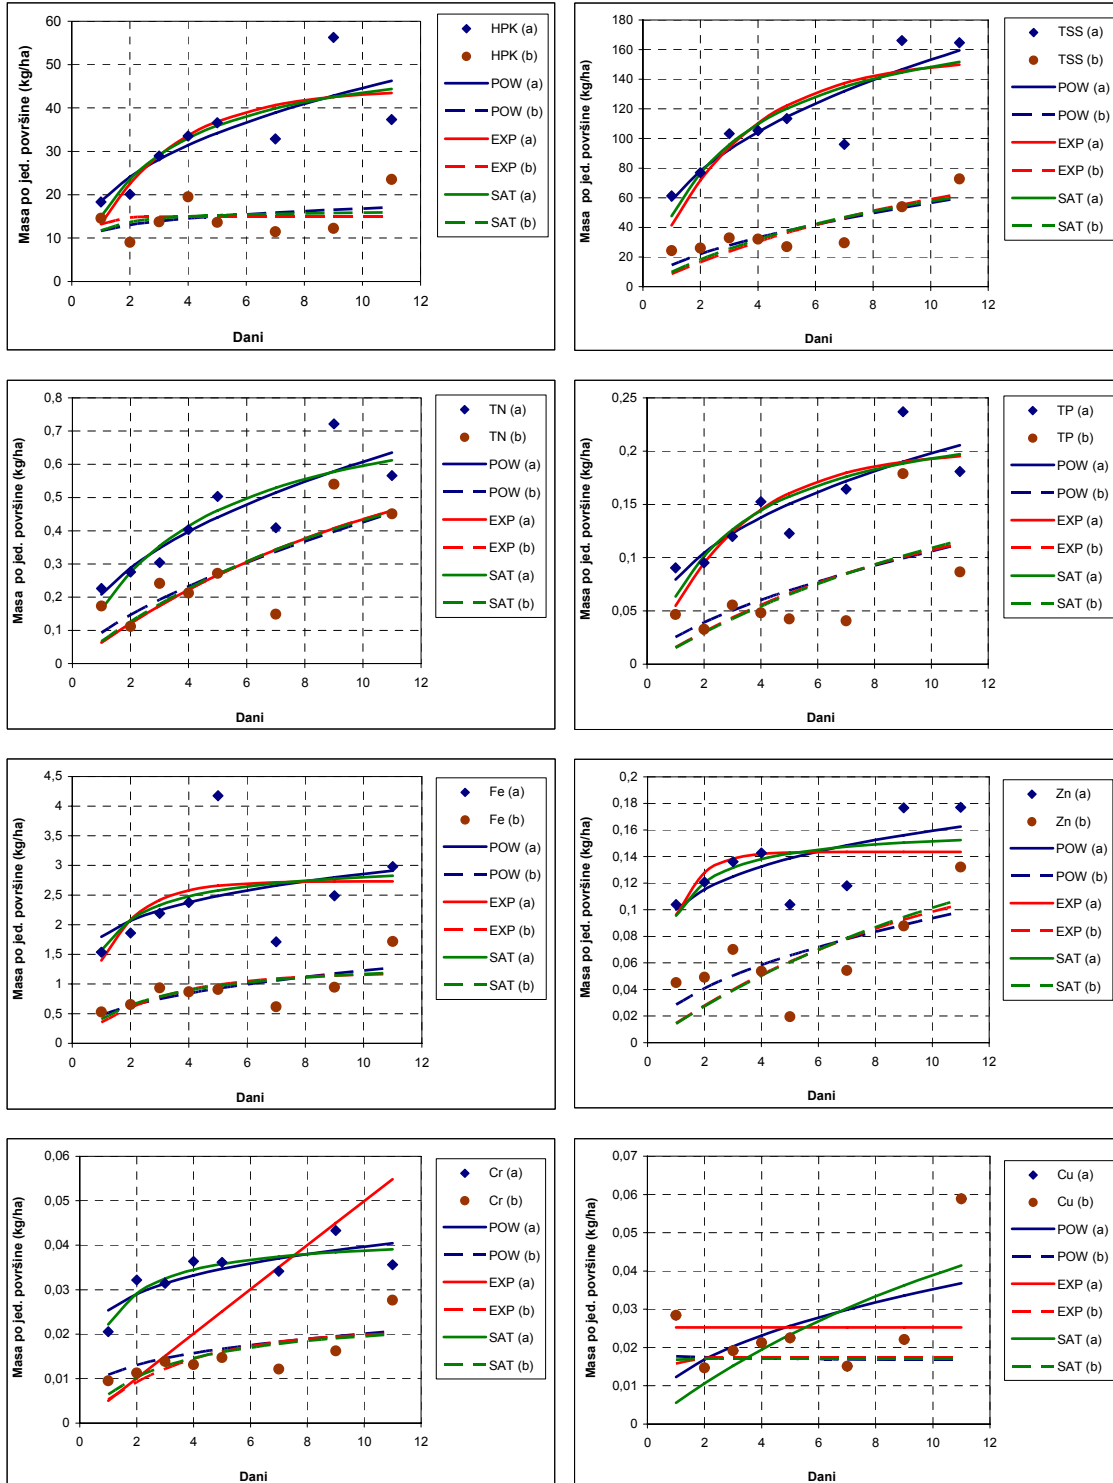 Masa po jed. površine (kg/ha)
60
50
40
30
20
10
0
0 2 4 6 8 10 12
Dani
HPK (a)
HPK (b)
POW (a)
POW (b)
EXP (a)
EXP (b)
SAT (a)
SAT (b)
Masa po jed. površine (kg/ha)
180
160
140
120
100
80
60
40
20
0
0 2 4 6 8 10 12
Dani
TSS (a)
TSS (b)
POW (a)
POW (b)
EXP (a)
EXP (b)
SAT (a)
SAT (b)
Masa po jed. površine (kg/ha)
0,8
0,7
0,6
0,5
0,4
0,3
0,2
0,1
0
0 2 4 6 8 10 12
Dani
TN (a)
TN (b)
POW (a)
POW (b)
EXP (a)
EXP (b)
SAT (a)
SAT (b)
Masa po jed. površine (kg/ha)
0,25
0,2
0,15
0,1
0,05
0
0 2 4 6 8 10 12
Dani
TP (a)
TP (b)
POW (a)
POW (b)
EXP (a)
EXP (b)
SAT (a)
SAT (b)
Masa po jed. površine (kg/ha)
4,5
4
3,5
3
2,5
2
1,5
1
0,5
0
0 2 4 6 8 10 12
Dani
Fe (a)
Fe (b)
POW (a)
POW (b)
EXP (a)
EXP (b)
SAT (a)
SAT (b)
Masa po jed. površine (kg/ha)
0,2
0,18
0,16
0,14
0,12
0,1
0,08
0,06
0,04
0,02
0
0 2 4 6 8 10 12
Dani
Zn (a)
Zn (b)
POW (a)
POW (b)
EXP (a)
EXP (b)
SAT (a)
SAT (b)
Masa po jed. površine (kg/ha)
0,06
0,05
0,04
0,03
0,02
0,01
0
0 2 4 6 8 10 12
Dani
Cr (a)
Cr (b)
POW (a)
POW (b)
EXP (a)
EXP (b)
SAT (a)
SAT (b)
Masa po jed. površine (kg/ha)
0,07
0,06
0,05
0,04
0,03
0,02
0,01
0
0 2 4 6 8 10 12
Dani
Cu (a)
Cu (b)
POW (a)
POW (b)
EXP (a)
EXP (b)
SAT (a)
SAT (b)